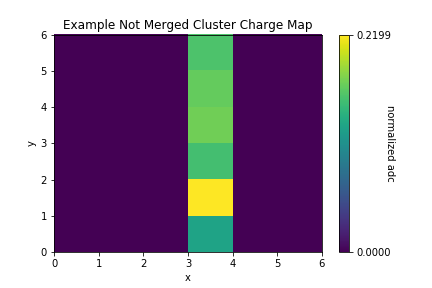 Example Not Merged Cluster Charge Map
6
5
4
3
2
1
0
y
0 1 2 3 4 5 6
x
0.2199
0.0000
normalized adc